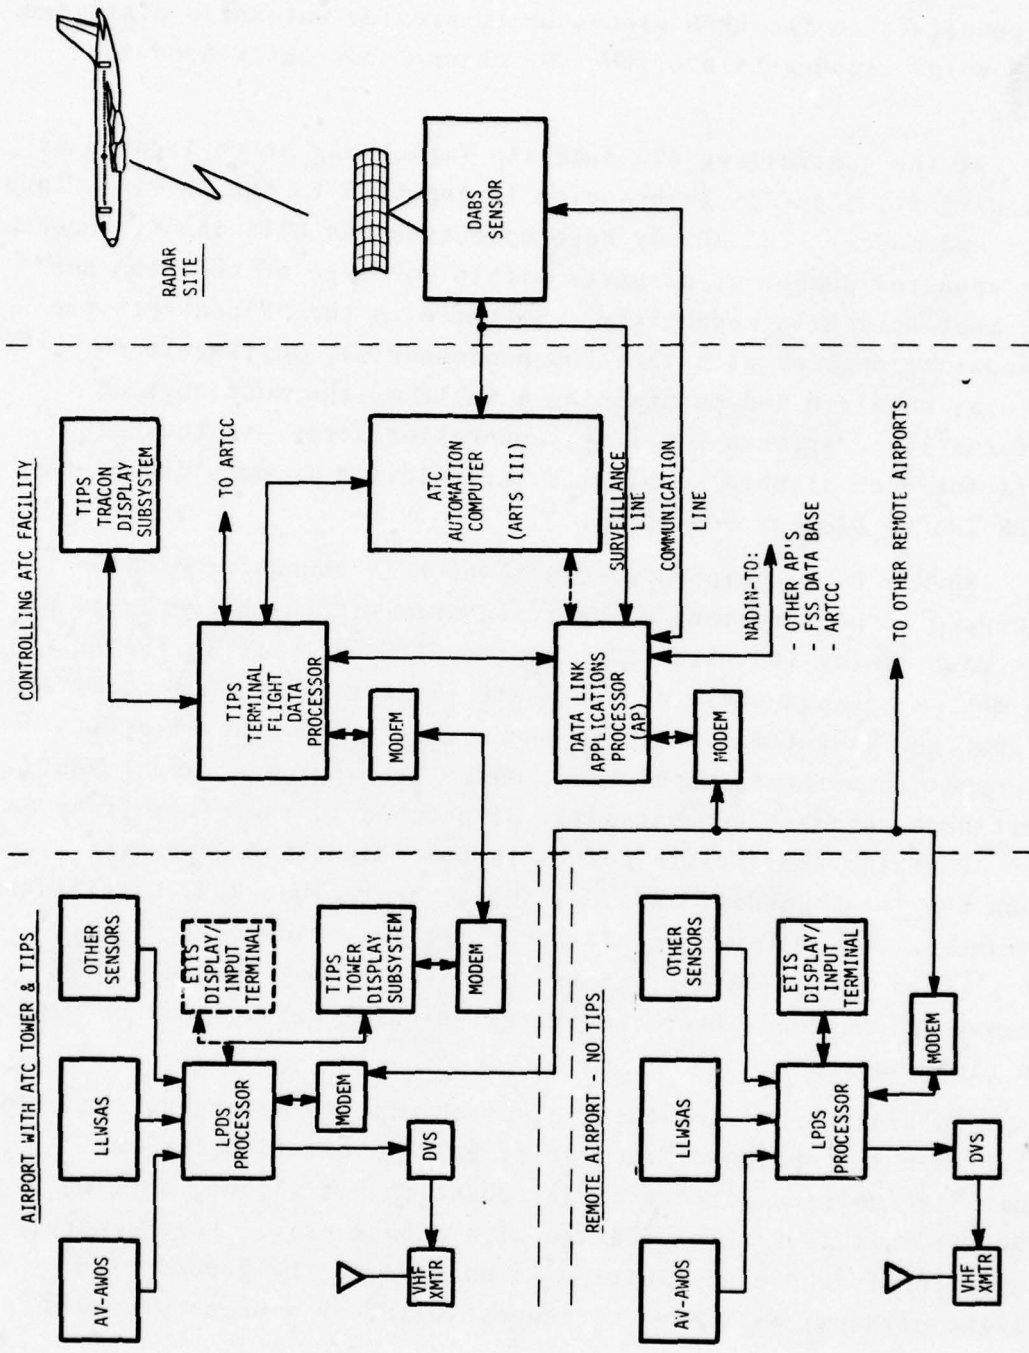 AIRPORT WITH ATC TOWER & TIPS
AV-AWOS
LLWSAS
OTHER
SENSORS
LPDS
PROCESSOR
ETIS
DISPLAY/
INPUT
TERMINAL
TIPS
TOWER
DISPLAY
SUBSYSTEM
MODEM
MODEM
DVS
VHF
XMTR
REMOTE AIRPORT - NO TIPS
AV-AWOS
LLWSAS
OTHER
SENSORS
LPDS
PROCESSOR
ETIS
DISPLAY/
INPUT
TERMINAL
MODEM
DVS
VHF
XMTR
CONTROLLING ATC FACILITY
TIPS
TRACON
DISPLAY
SUBSYSTEM
TO ARTCC
TIPS
TERMINAL
FLIGHT
DATA
PROCESSOR
MODEM
ATC
AUTOMATION
COMPUTER
(ARTS III)
DATA LINK
APPLICATIONS
PROCESSOR
(AP)
MODEM
SURVEILLANCE
LINE
COMMUNICATION
LINE
NADIN-TO:
- OTHER AP'S
- FSS DATA BASE
- ARTCC
TO OTHER REMOTE AIRPORTS
RADAR
SITE
DABS
SENSOR